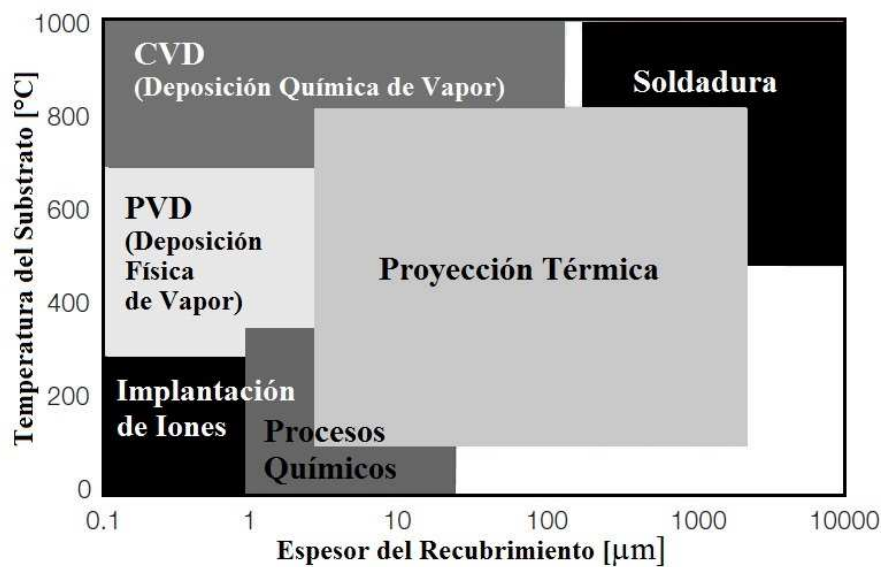 1000
800
600
400
200
0
Temperatura del Substrato [°C]
CVD
(Deposición Química de Vapor)
Soldadura
PVD
(Deposición
Física
de Vapor)
Proyección Térmica
Implantación
de Iones
Procesos
Químicos
0.1 1 10 100 1000 10000
Espesor del Recubrimiento [μm]